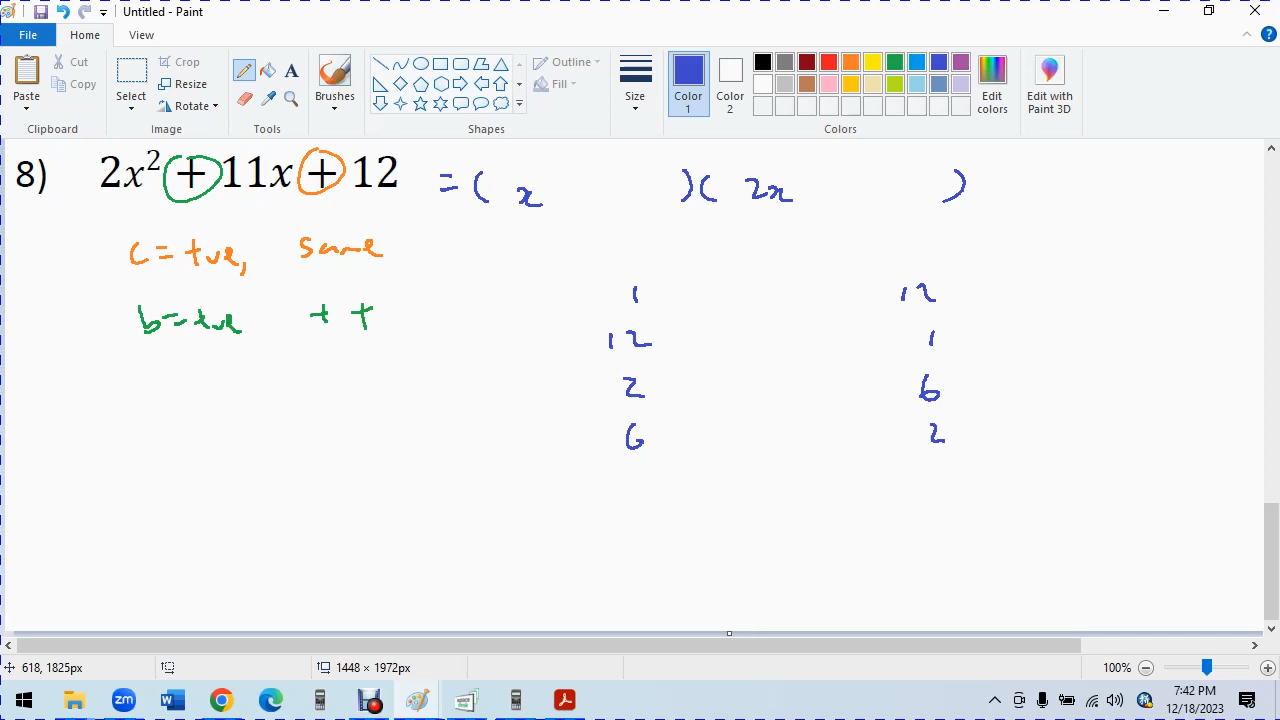 Untitled - Paint
File Home View
Paste Cut Copy Clipboard
Select Crop Resize Rotate Image
Tools
Brushes
Outline Fill Shapes
Size
Color 1 Color 2 Edit colors Colors
Edit with Paint 3D
8) 2x² + 11x + 12 = ( x )( 2x )
c = +ve, same
b = +ve + +
1 12
12 1
2 6
6 2
618, 1825px 1448 × 1972px 100%
7:42 PM
12/18/2023